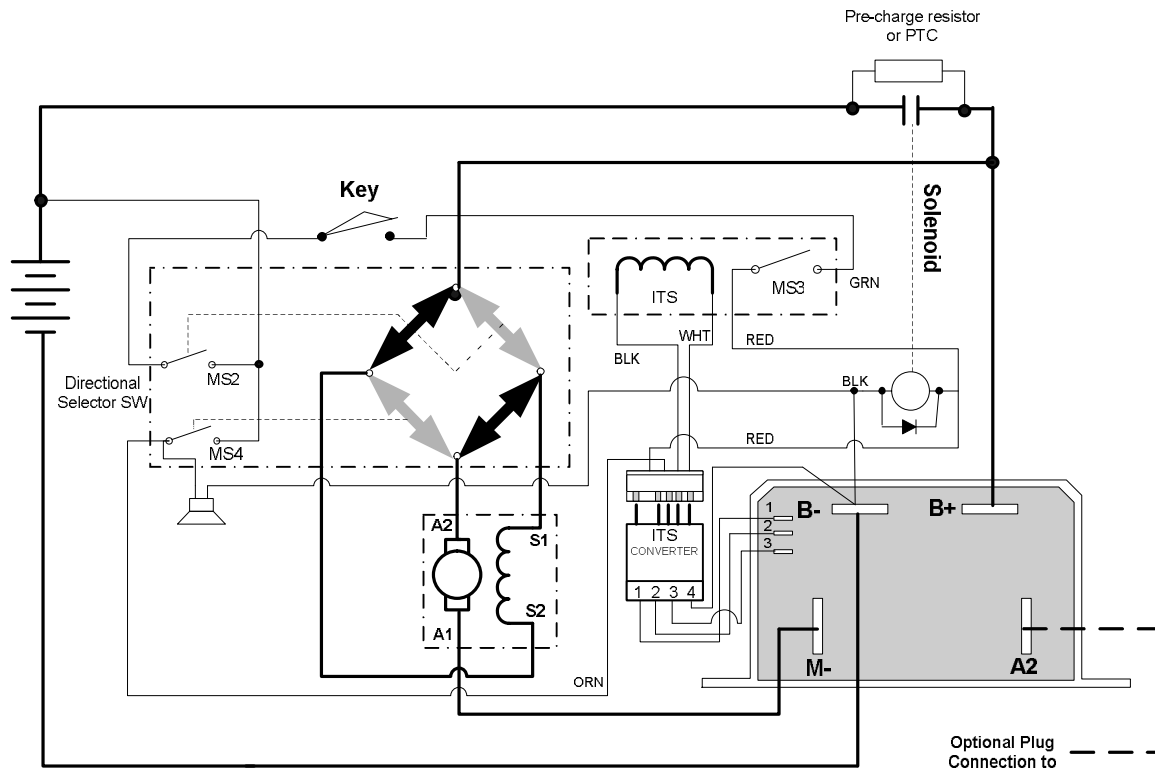 Pre-charge resistor
or PTC
Key
Solenoid
ITS
MS3
GRN
BLK
WHT
RED
Directional
Selector SW
MS2
MS4
BLK
RED
A2
S1
S2
A1
ITS
CONVERTER
1 2 3 4
1
2
3
B-
B+
M-
A2
ORN
Optional Plug
Connection to